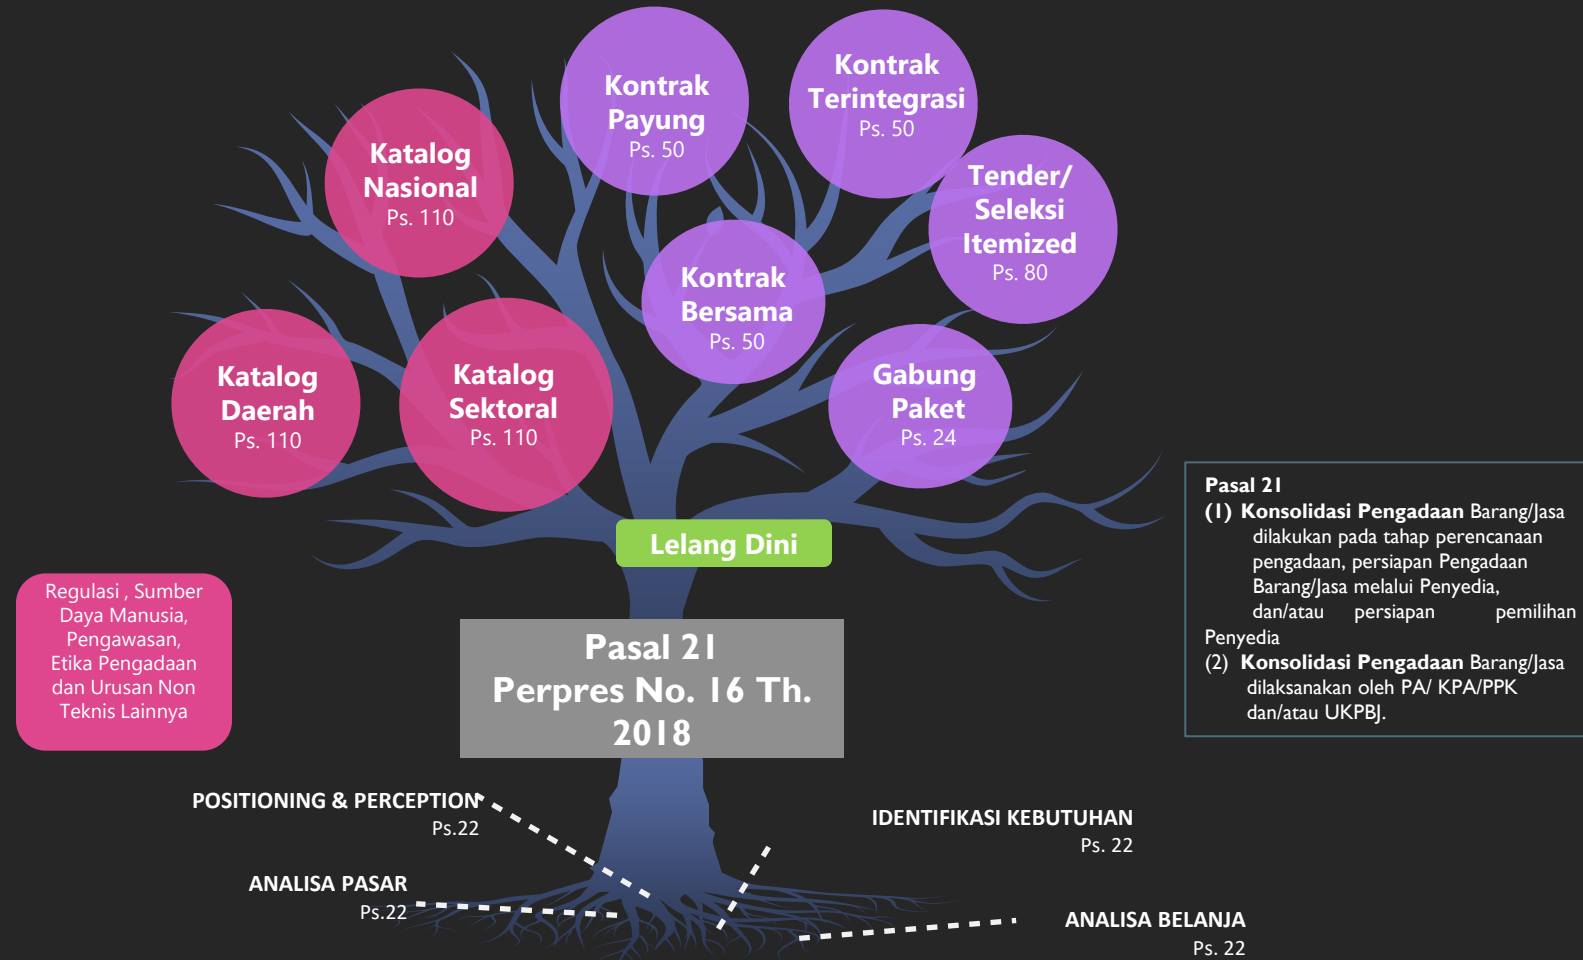 Kontrak
Payung
Ps. 50
Kontrak
Terintegrasi
Ps. 50
Katalog
Nasional
Ps. 110
Tender/
Seleksi
Itemized
Ps. 80
Kontrak
Bersama
Ps. 50
Katalog
Daerah
Ps. 110
Katalog
Sektoral
Ps. 110
Gabung
Paket
Ps. 24
Lelang Dini
Pasal 21
(1) Konsolidasi Pengadaan Barang/Jasa
dilakukan pada tahap perencanaan
pengadaan, persiapan Pengadaan
Barang/Jasa melalui Penyedia,
dan/atau persiapan pemilihan
Penyedia
(2) Konsolidasi Pengadaan Barang/Jasa
dilaksanakan oleh PA/ KPA/PPK
dan/atau UKPBJ.
Regulasi , Sumber
Daya Manusia,
Pengawasan,
Etika Pengadaan
dan Urusan Non
Teknis Lainnya
Pasal 21
Perpres No. 16 Th.
2018
POSITIONING & PERCEPTION
Ps.22
IDENTIFIKASI KEBUTUHAN
Ps. 22
ANALISA PASAR
Ps.22
ANALISA BELANJA
Ps. 22